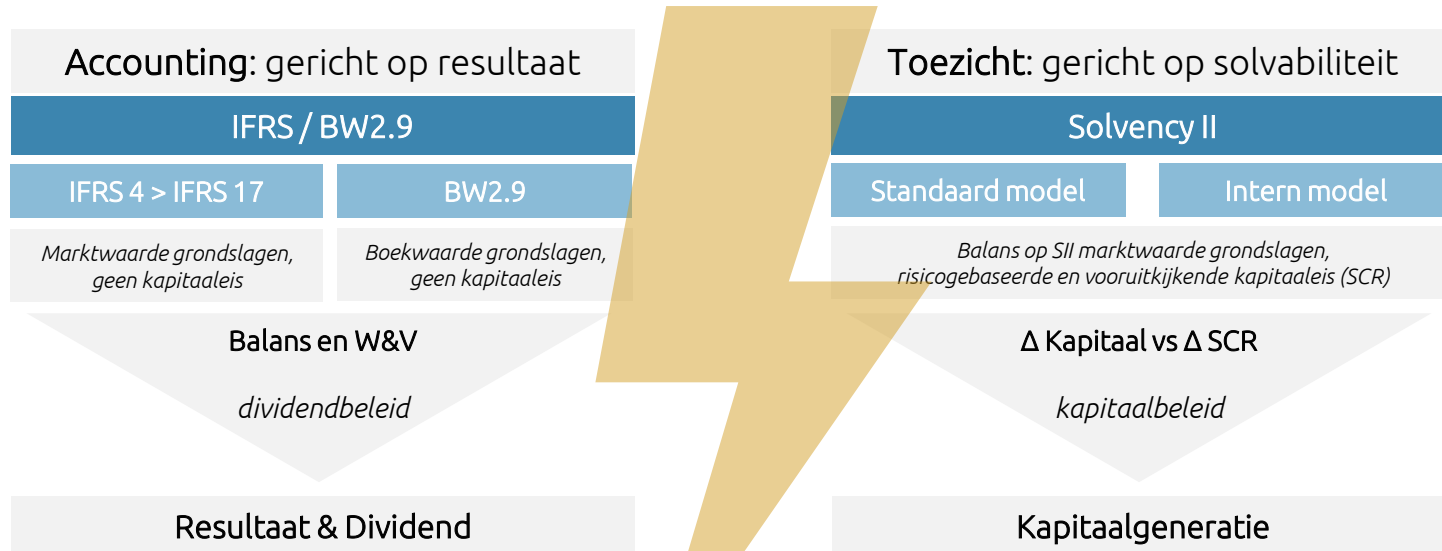 Accounting: gericht op resultaat
IFRS / BW2.9
IFRS 4 > IFRS 17
BW2.9
Marktwaarde grondslagen,
geen kapitaaleis
Boekwaarde grondslagen,
geen kapitaaleis
Balans en W&V
dividendbeleid
Resultaat & Dividend
Toezicht: gericht op solvabiliteit
Solvency II
Standaard model
Intern model
Balans op SII marktwaarde grondslagen,
risicogebaseerde en vooruitkijkende kapitaaleis (SCR)
Δ Kapitaal vs Δ SCR
kapitaalbeleid
Kapitaalgeneratie